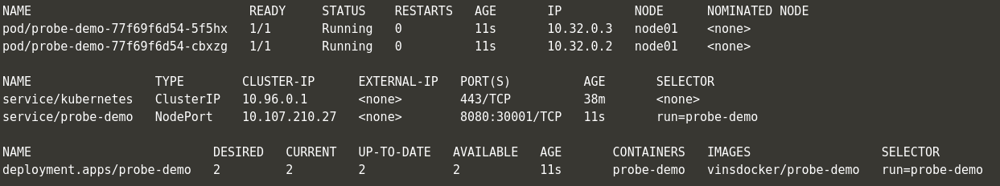 NAME READY STATUS RESTARTS AGE IP NODE NOMINATED NODE
pod/probe-demo-77f69f6d54-5f5hx 1/1 Running 0 11s 10.32.0.3 node01 <none>
pod/probe-demo-77f69f6d54-cbxzg 1/1 Running 0 11s 10.32.0.2 node01 <none>
NAME TYPE CLUSTER-IP EXTERNAL-IP PORT(S) AGE SELECTOR
service/kubernetes ClusterIP 10.96.0.1 <none> 443/TCP 38m <none>
service/probe-demo NodePort 10.107.210.27 <none> 8080:30001/TCP 11s run=probe-demo
NAME DESIRED CURRENT UP-TO-DATE AVAILABLE AGE CONTAINERS IMAGES SELECTOR
deployment.apps/probe-demo 2 2 2 2 11s probe-demo vinsdocker/probe-demo run=probe-demo